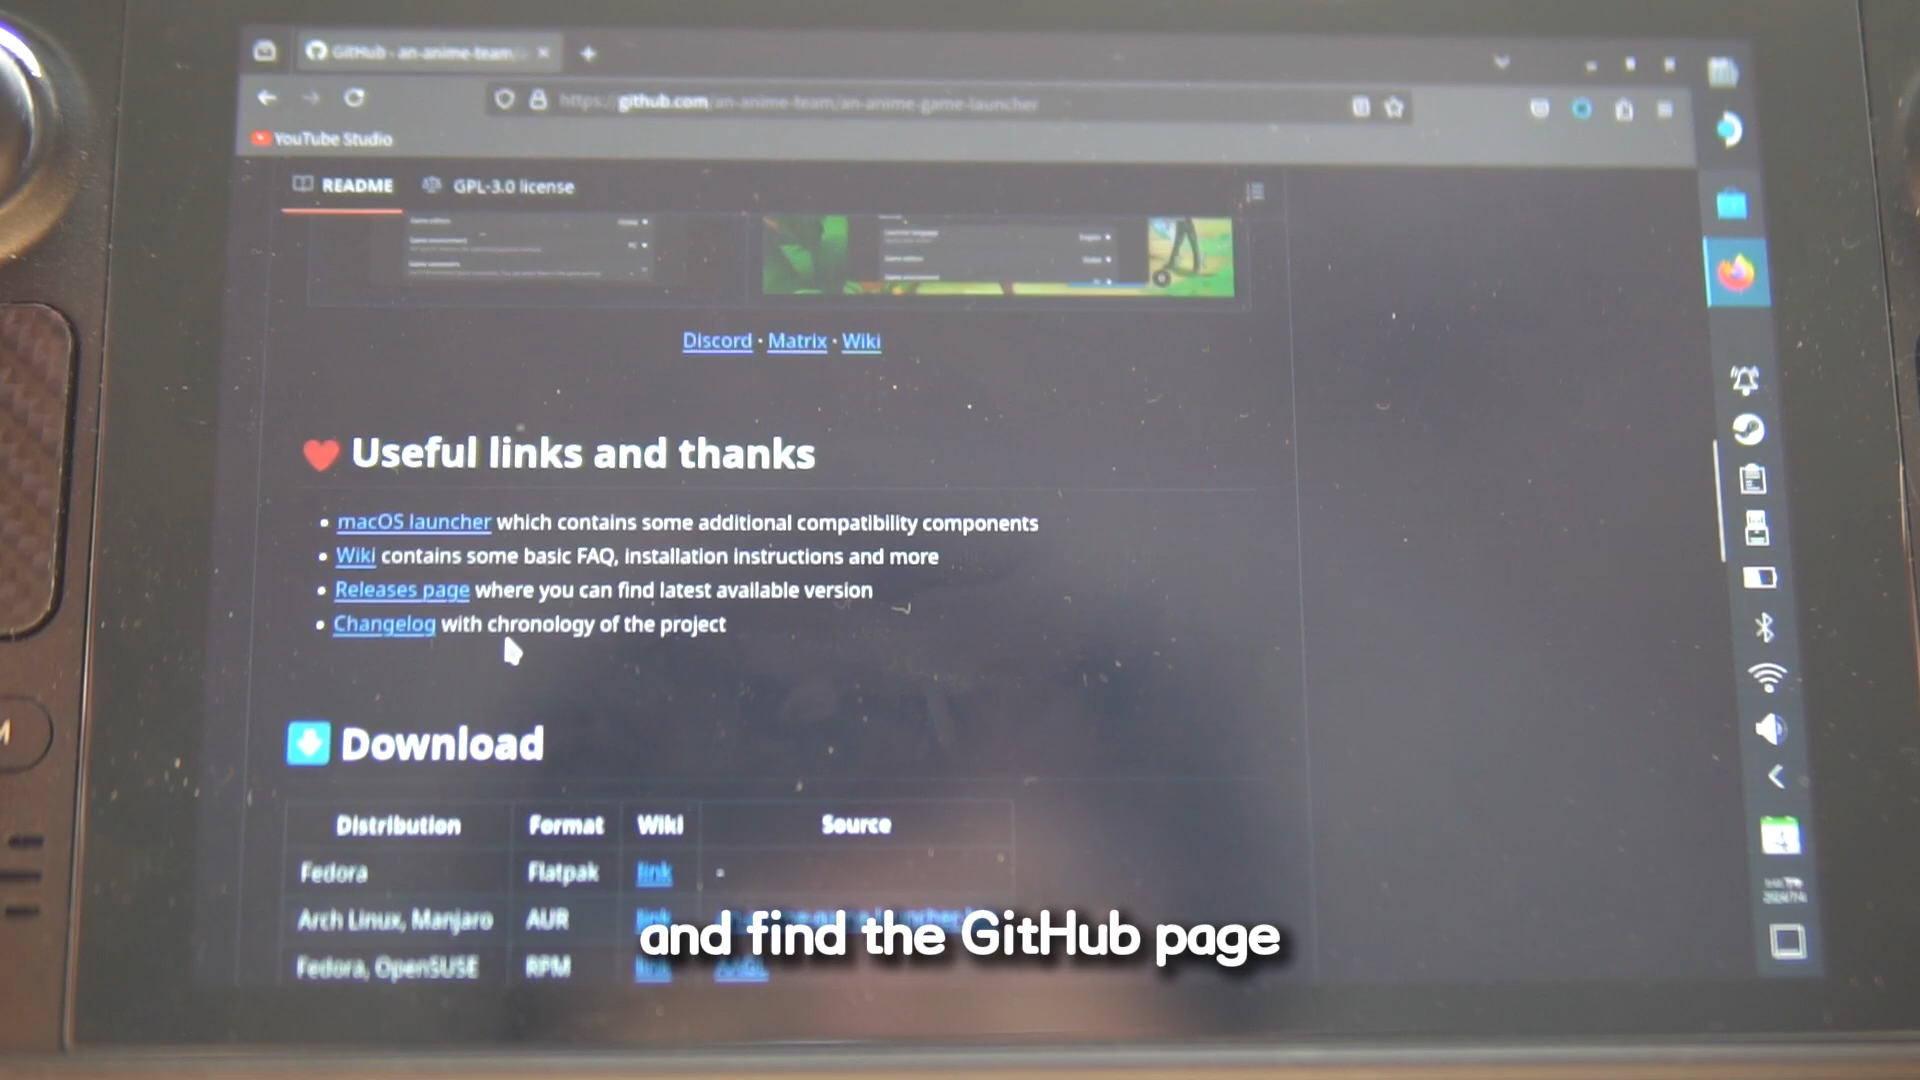 GitHub - an-anime-team/
https://github.com/an-anime-team/an-anime-game-launcher
YouTube Studio
README
GPL-3.0 license
Discord · Matrix · Wiki
Useful links and thanks
macOS launcher which contains some additional compatibility components
Wiki contains some basic FAQ, installation instructions and more
Releases page where you can find latest available version
Changelog with chronology of the project
Download
Distribution Format Wiki Source
Fedora Flatpak link -
Arch Linux, Manjaro AUR link
Fedora, OpenSUSE RPM link
and find the GitHub page